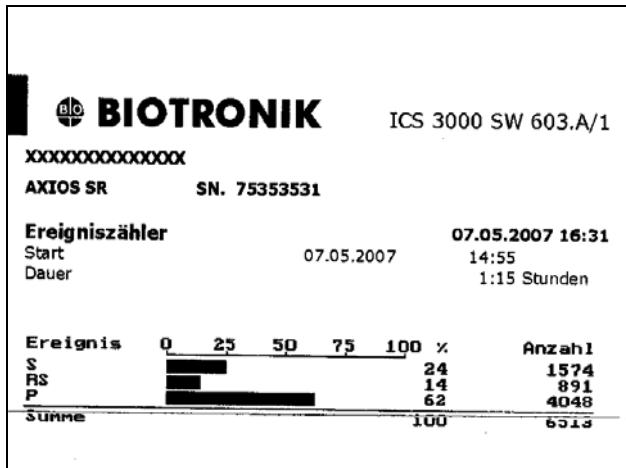 BIO BIOTRONIK ICS 3000 SW 603.A/1
XXXXXXXXXXXXXX
AXIOS SR SN. 75353531
Ereigniszähler 07.05.2007 16:31
Start 07.05.2007 14:55
Dauer 1:15 Stunden
Ereignis 0 25 50 75 100 % Anzahl
S 24 1574
RS 14 891
P 62 4048
Summe 100 6513